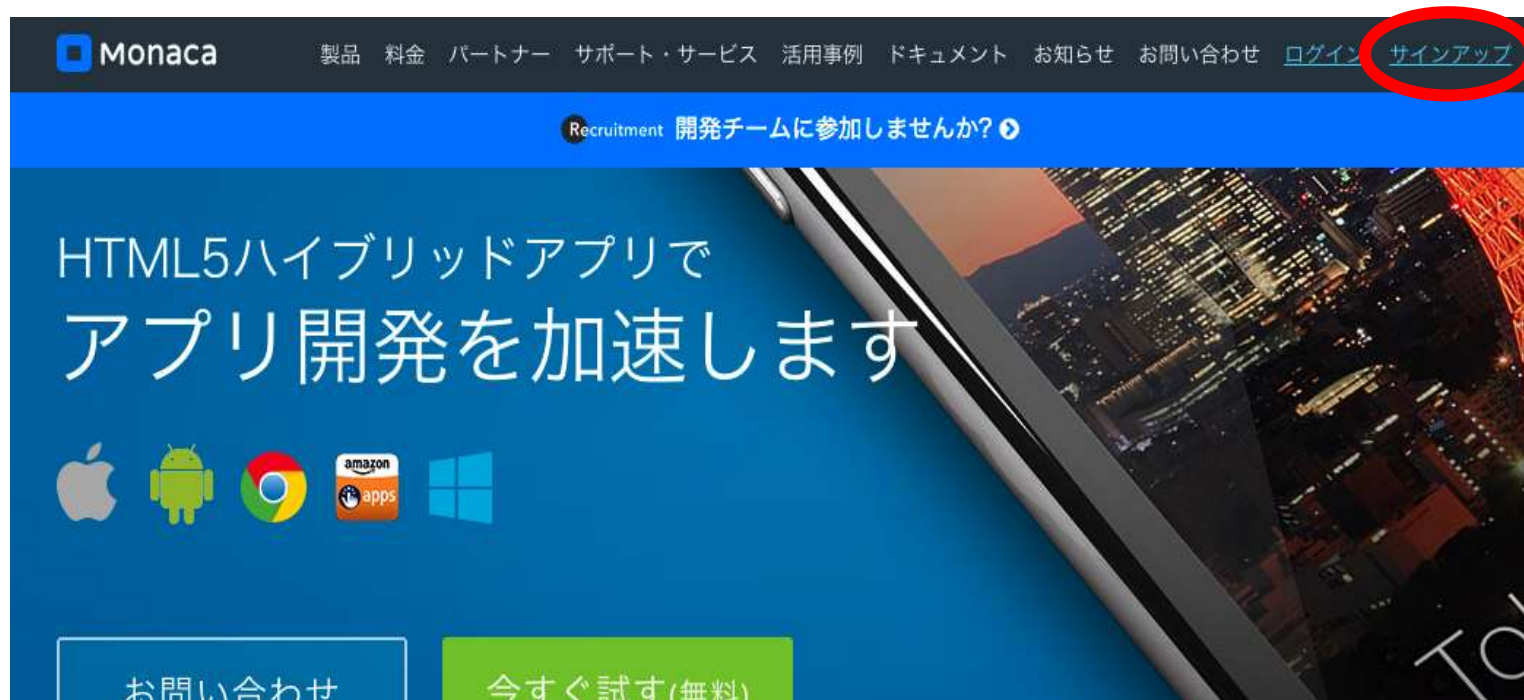 Monaca 製品 料金 パートナー サポート・サービス 活用事例 ドキュメント お知らせ お問い合わせ ログイン サインアップ
Recruitment 開発チームに参加しませんか?
HTML5ハイブリッドアプリで
アプリ開発を加速します
amazon
apps
お問い合わせ 今すぐ試す(無料)